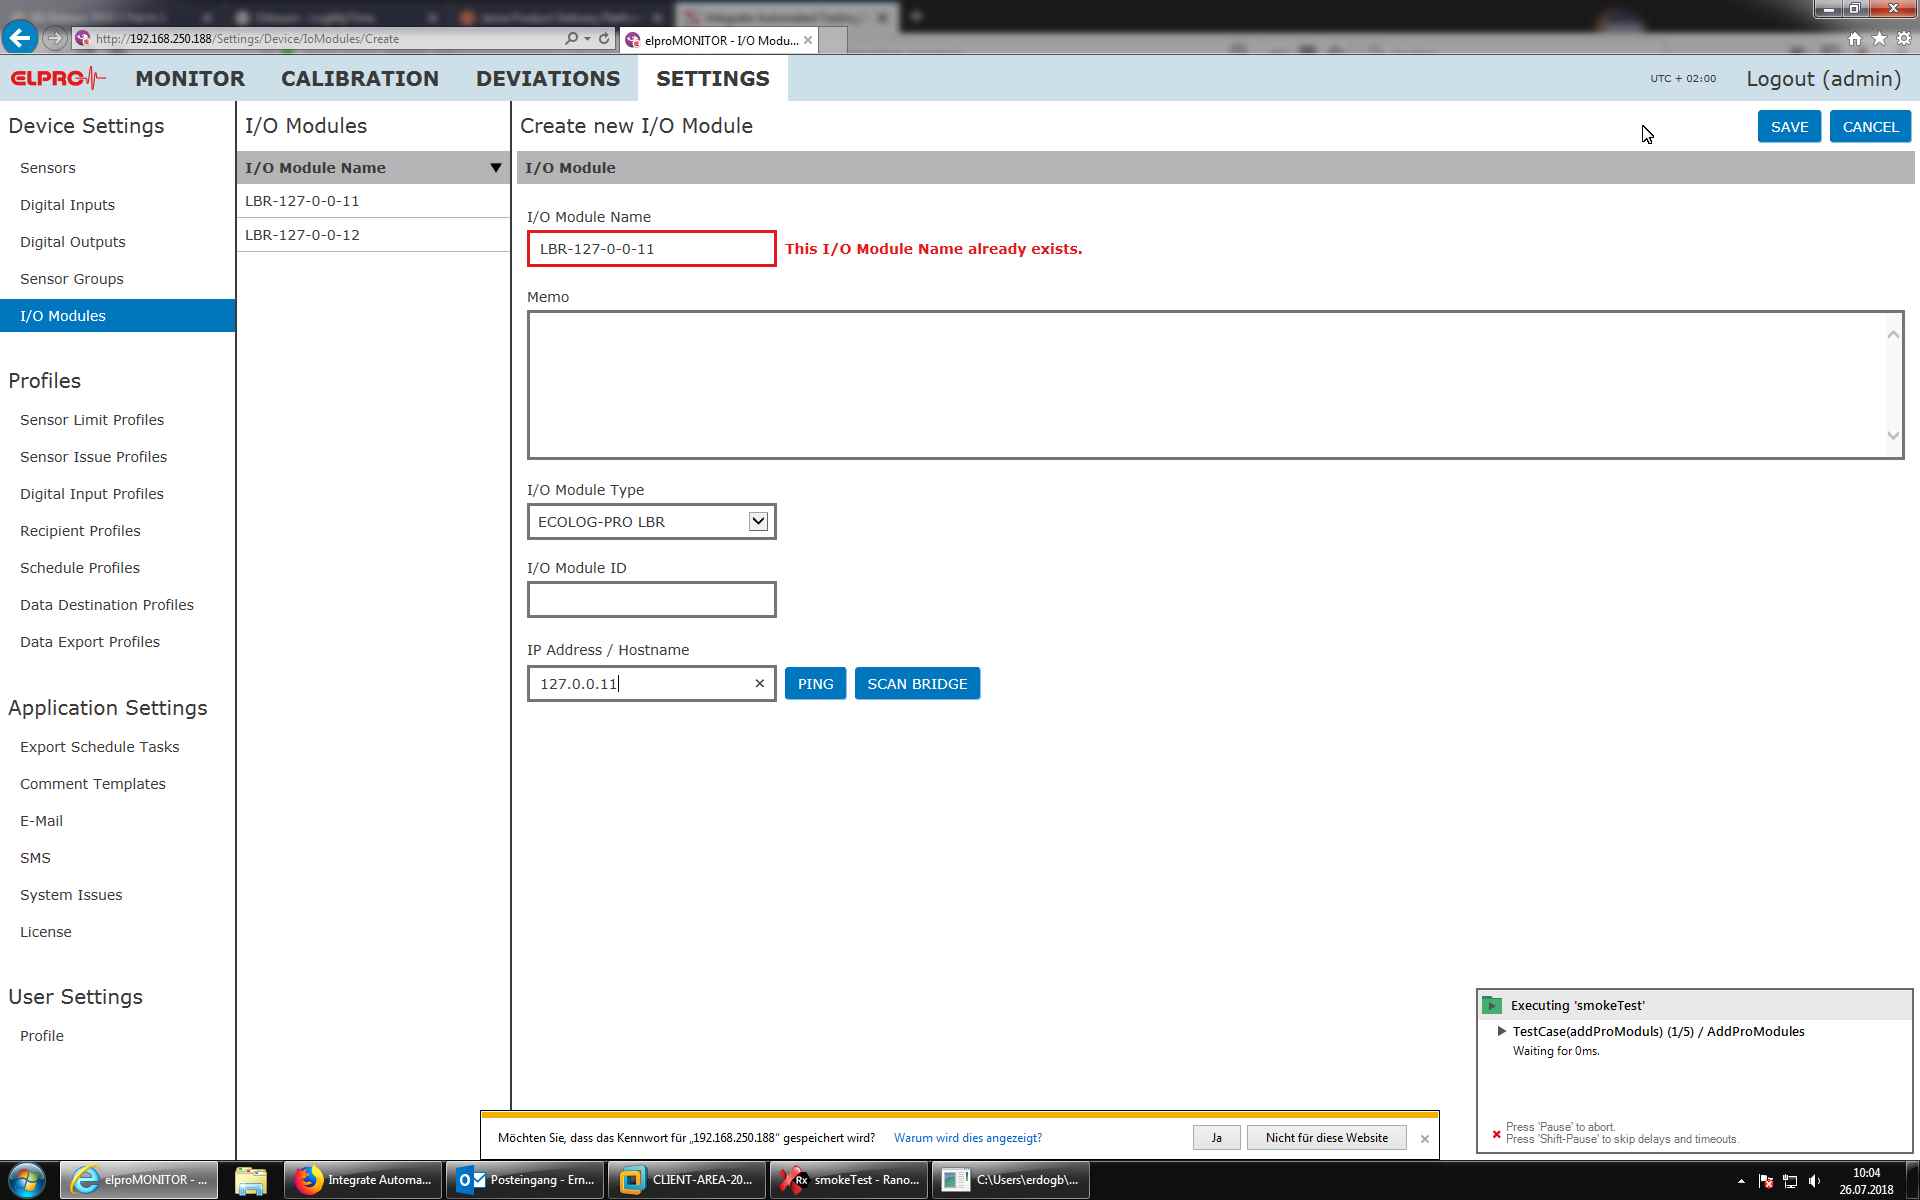 http://192.168.250.188/Settings/Device/IoModules/Create
elproMONITOR - I/O Modu...
ELPRO
MONITOR
CALIBRATION
DEVIATIONS
SETTINGS
UTC + 02:00
Logout (admin)
Device Settings
Sensors
Digital Inputs
Digital Outputs
Sensor Groups
I/O Modules
Profiles
Sensor Limit Profiles
Sensor Issue Profiles
Digital Input Profiles
Recipient Profiles
Schedule Profiles
Data Destination Profiles
Data Export Profiles
Application Settings
Export Schedule Tasks
Comment Templates
E-Mail
SMS
System Issues
License
User Settings
Profile
I/O Modules
I/O Module Name
LBR-127-0-0-11
LBR-127-0-0-12
Create new I/O Module
SAVE
CANCEL
I/O Module
I/O Module Name
LBR-127-0-0-11
This I/O Module Name already exists.
Memo
I/O Module Type
ECOLOG-PRO LBR
I/O Module ID
IP Address / Hostname
127.0.0.11
PING
SCAN BRIDGE
Executing 'smokeTest'
TestCase(addProModuls) (1/5) / AddProModules
Waiting for 0ms.
Press 'Pause' to abort.
Press 'Shift-Pause' to skip delays and timeouts.
Möchten Sie, dass das Kennwort für „192.168.250.188“ gespeichert wird?
Warum wird dies angezeigt?
Ja
Nicht für diese Website
elproMONITOR - ...
Integrate Automa...
Posteingang - Ern...
CLIENT-AREA-20...
Rx
smokeTest - Rano...
C:\Users\erdogb\...
10:04
26.07.2018